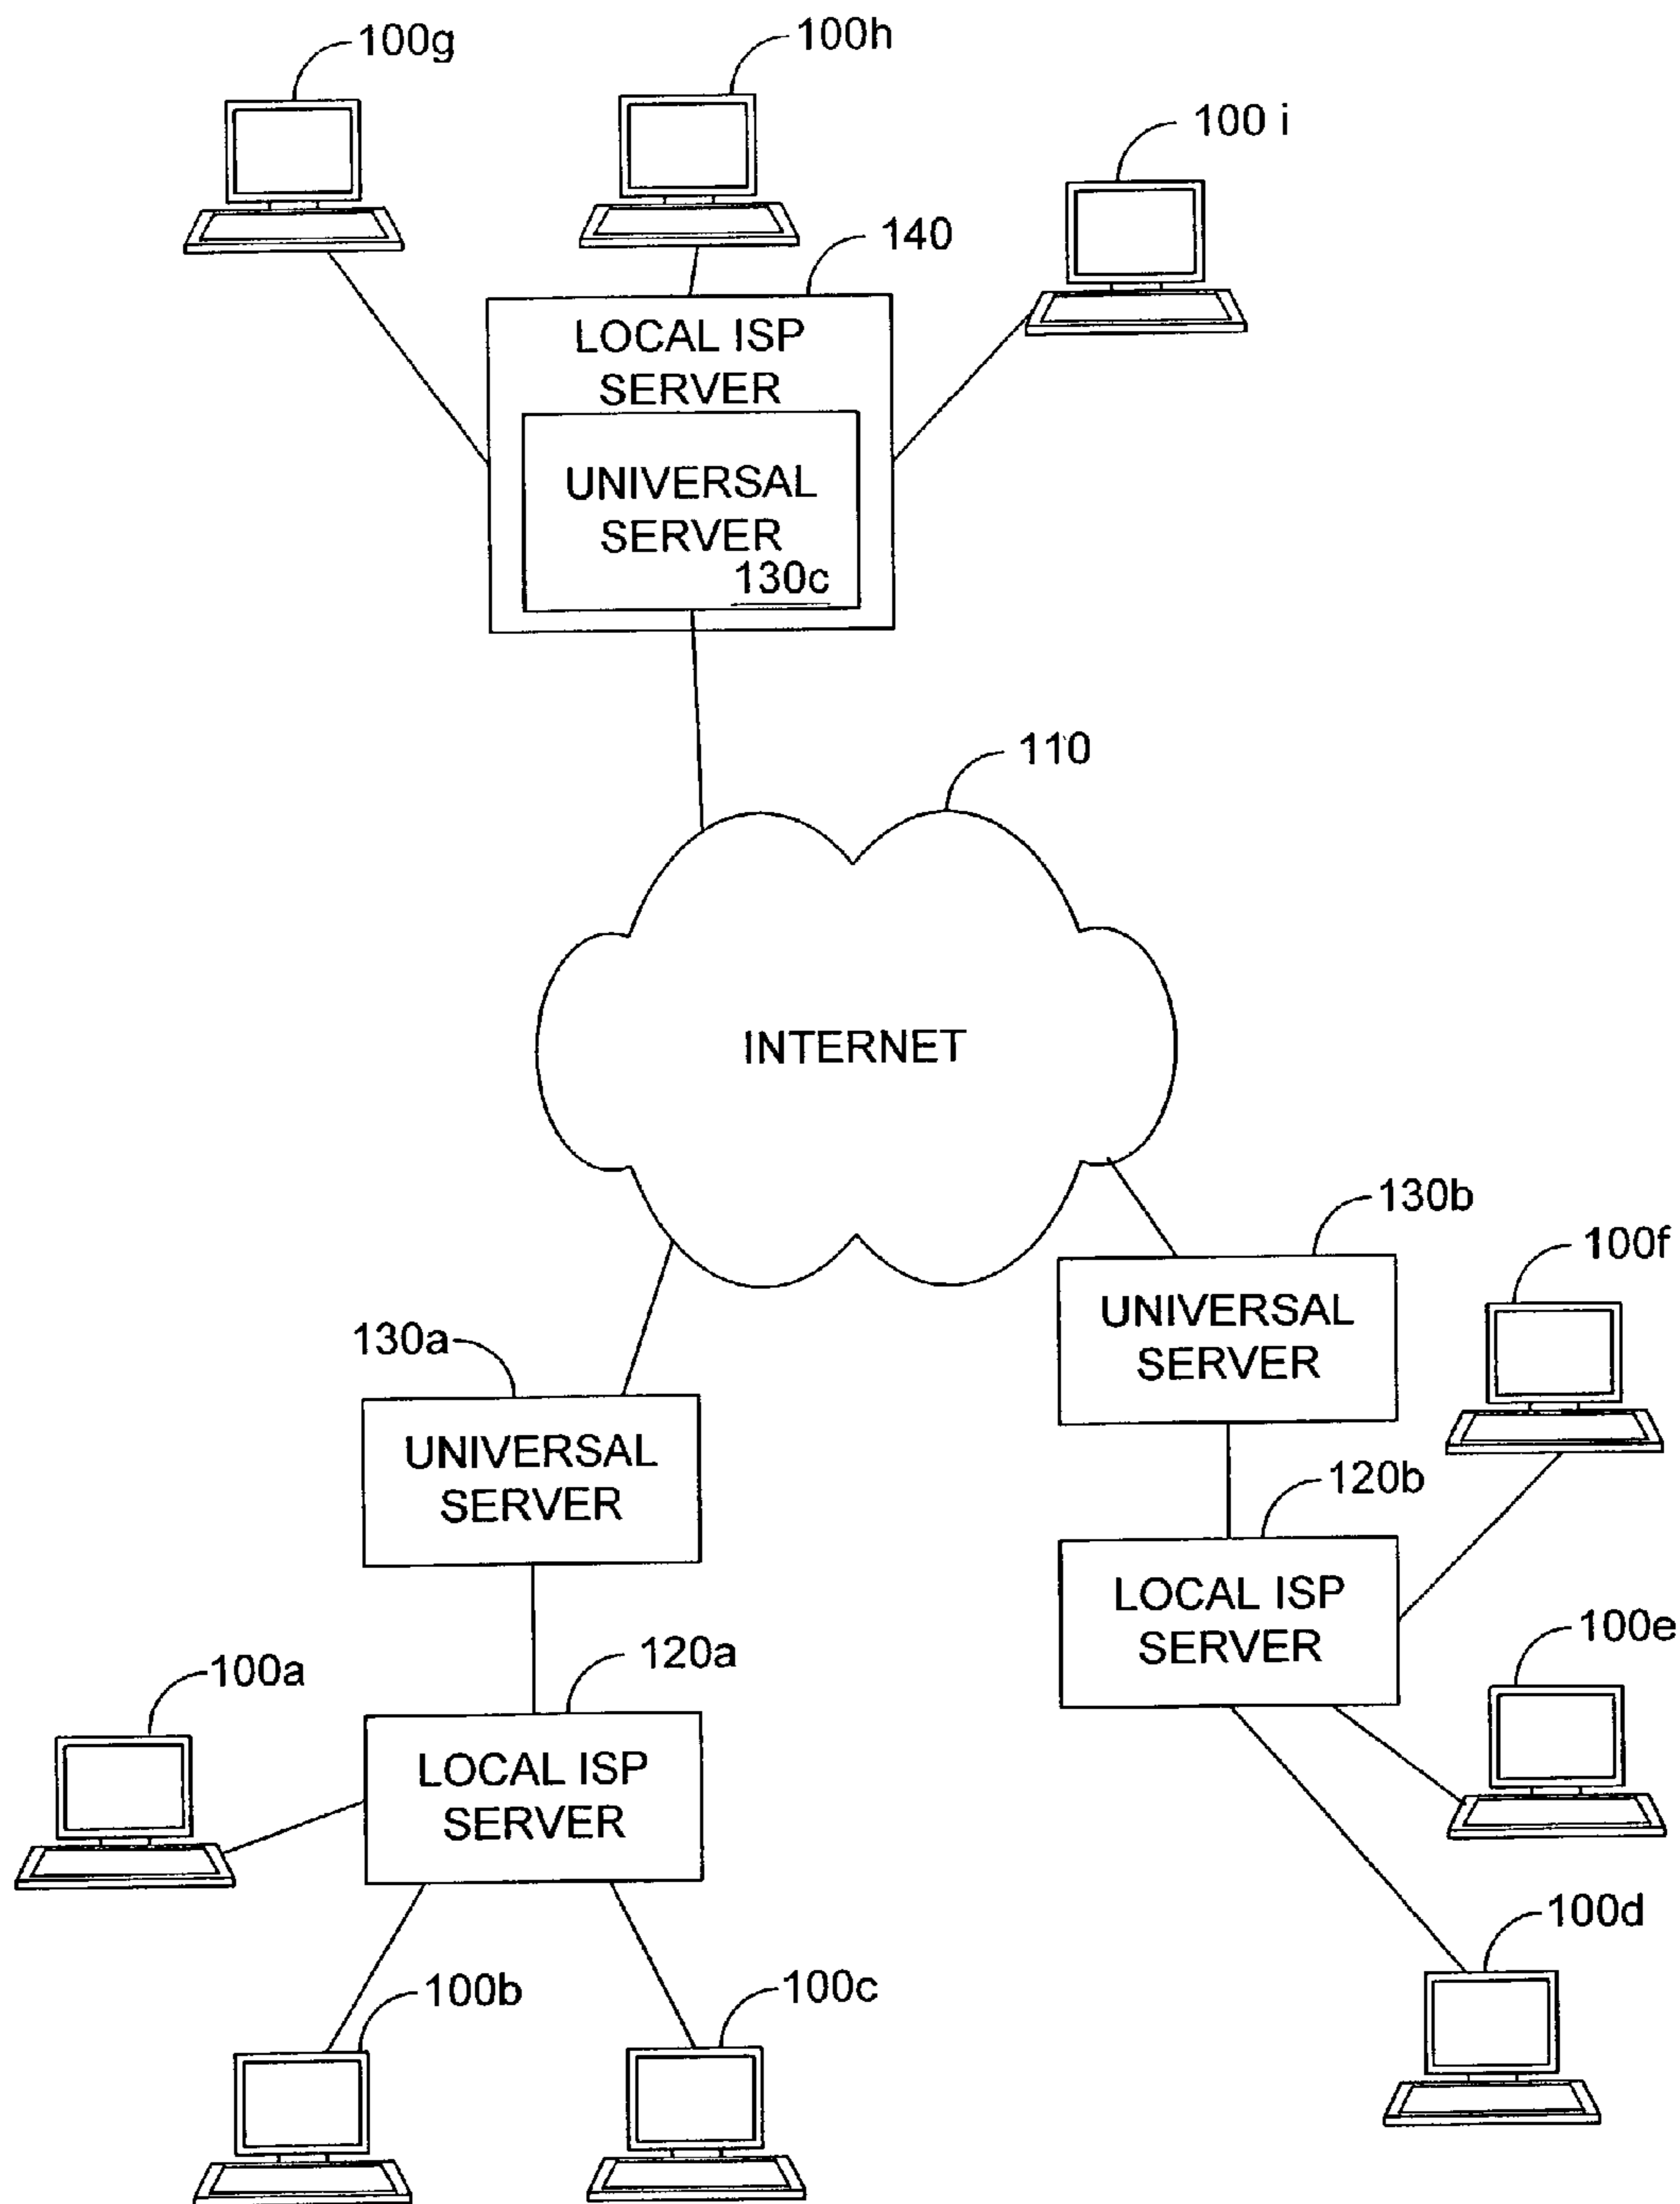 100g
100h
100 i
140
LOCAL ISP
SERVER
UNIVERSAL
SERVER
130c
110
INTERNET
130b
100f
UNIVERSAL
SERVER
130a
UNIVERSAL
SERVER
120b
LOCAL ISP
SERVER
100e
120a
100a
LOCAL ISP
SERVER
100d
100b
100c